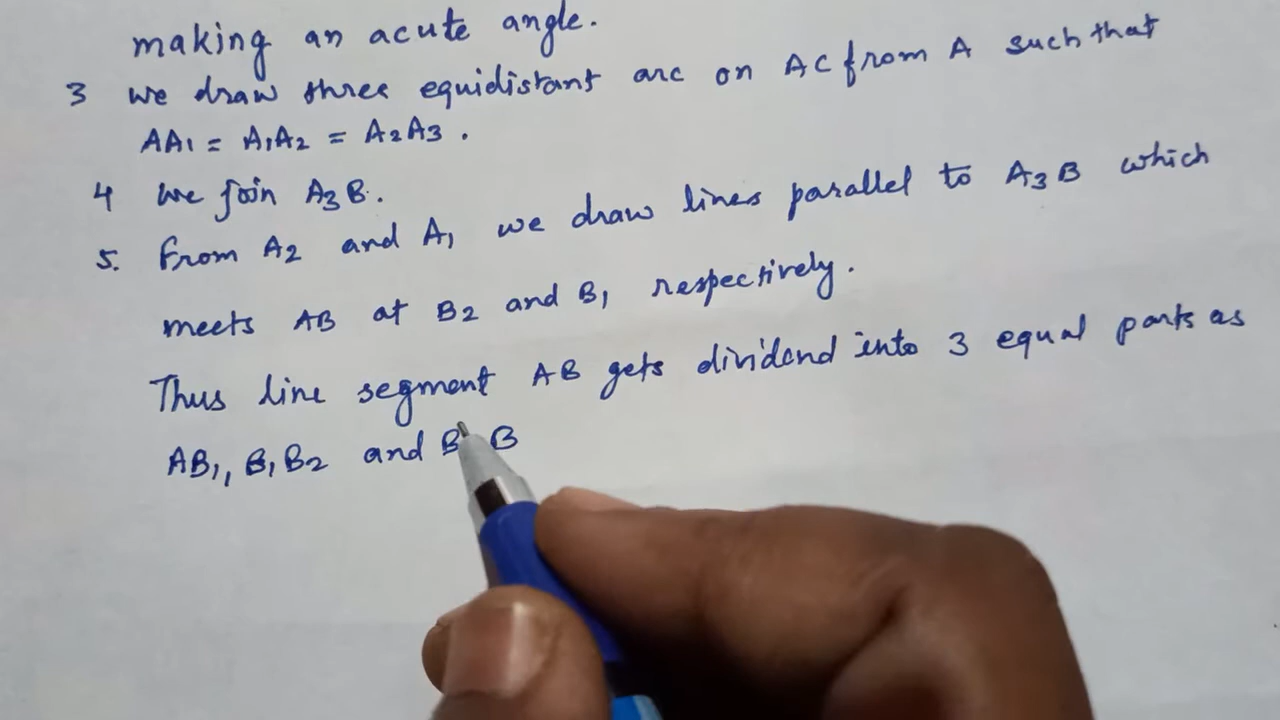 making an acute angle.
3 we draw three equidistant arc on AC from A such that
AA1 = A1A2 = A2A3.
4 we join A3B.
5. From A2 and A1 we draw lines parallel to A3B which
meets AB at B2 and B1 respectively.
Thus line segment AB gets dividend into 3 equal parts as
AB1, B1B2 and B B